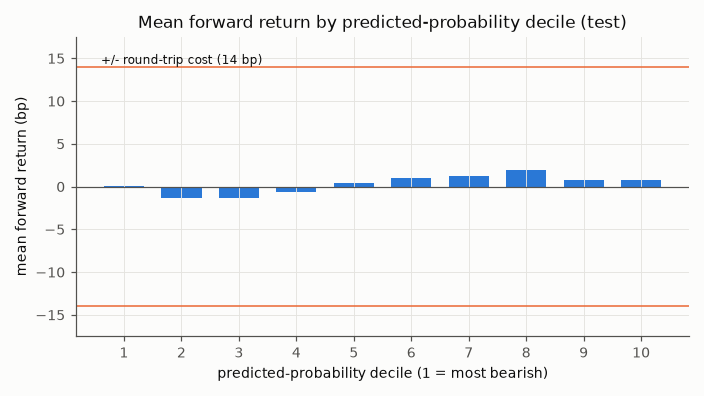 Mean forward return by predicted-probability decile (test)
+/- round-trip cost (14 bp)
mean forward return (bp)
15
10
5
0
−5
−10
−15
1 2 3 4 5 6 7 8 9 10
predicted-probability decile (1 = most bearish)